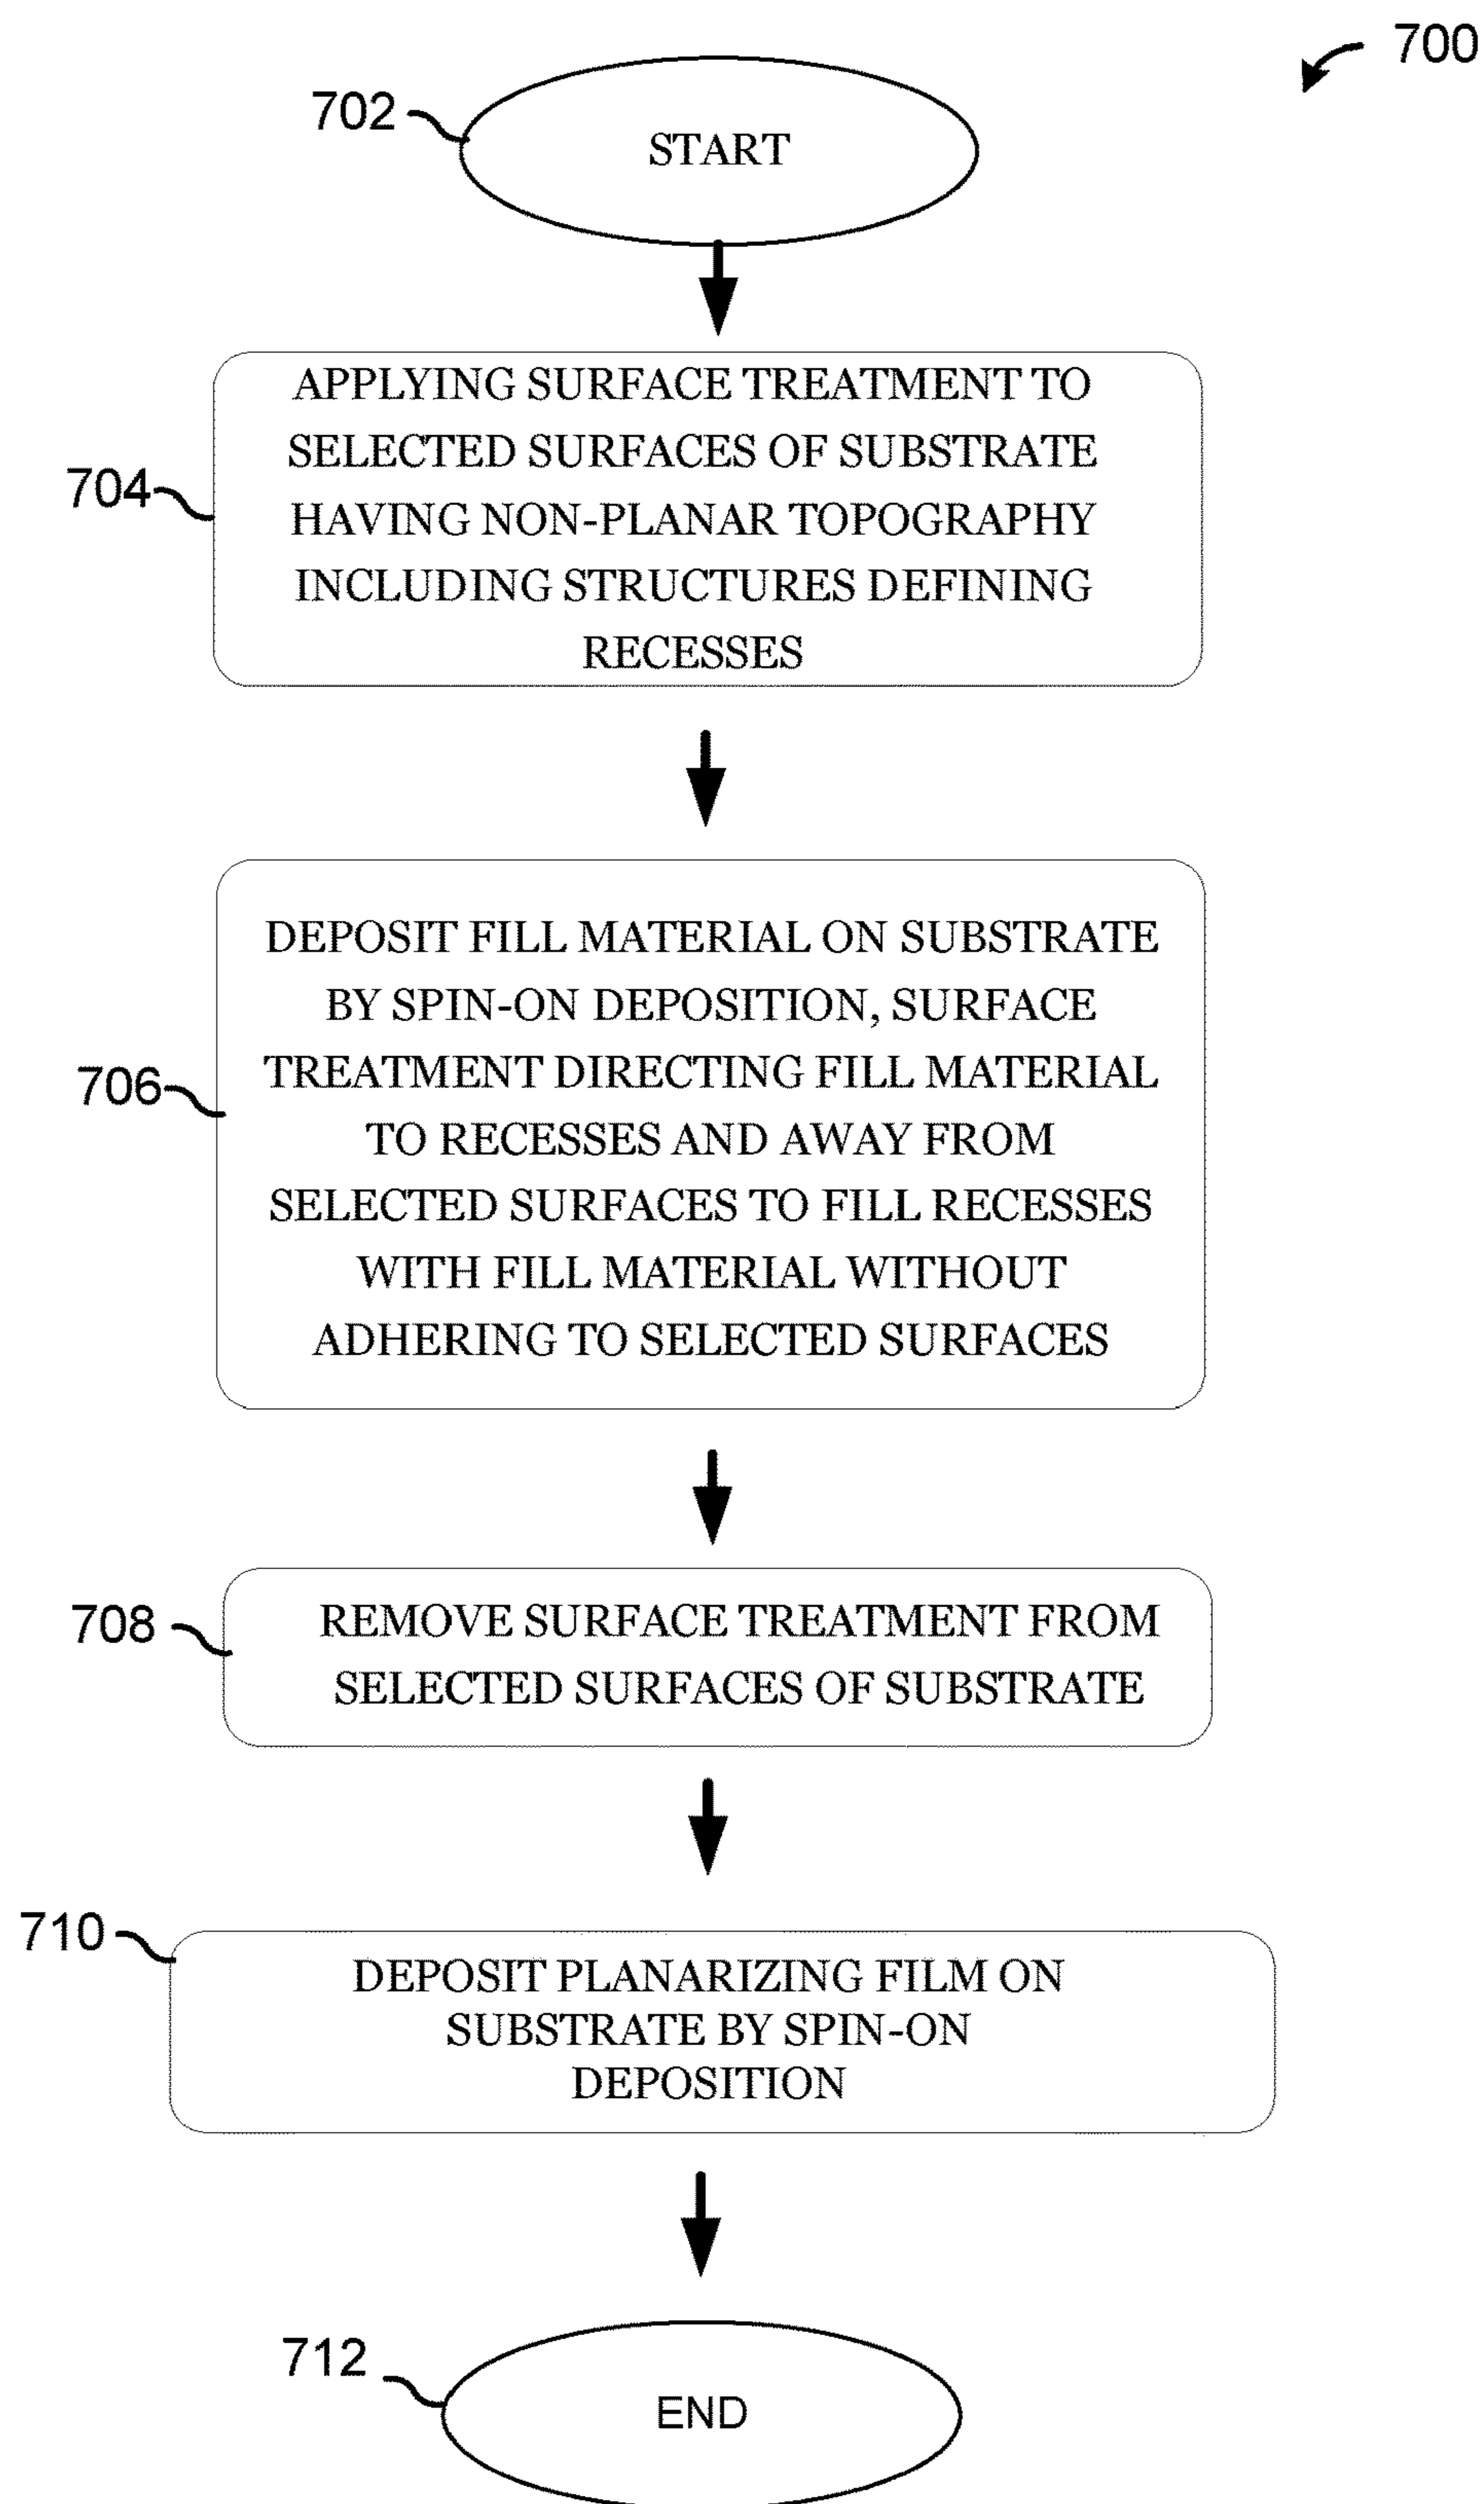 700
702
START
704
APPLYING SURFACE TREATMENT TO
SELECTED SURFACES OF SUBSTRATE
HAVING NON-PLANAR TOPOGRAPHY
INCLUDING STRUCTURES DEFINING
RECESSES
706
DEPOSIT FILL MATERIAL ON SUBSTRATE
BY SPIN-ON DEPOSITION, SURFACE
TREATMENT DIRECTING FILL MATERIAL
TO RECESSES AND AWAY FROM
SELECTED SURFACES TO FILL RECESSES
WITH FILL MATERIAL WITHOUT
ADHERING TO SELECTED SURFACES
708
REMOVE SURFACE TREATMENT FROM
SELECTED SURFACES OF SUBSTRATE
710
DEPOSIT PLANARIZING FILM ON
SUBSTRATE BY SPIN-ON
DEPOSITION
712
END